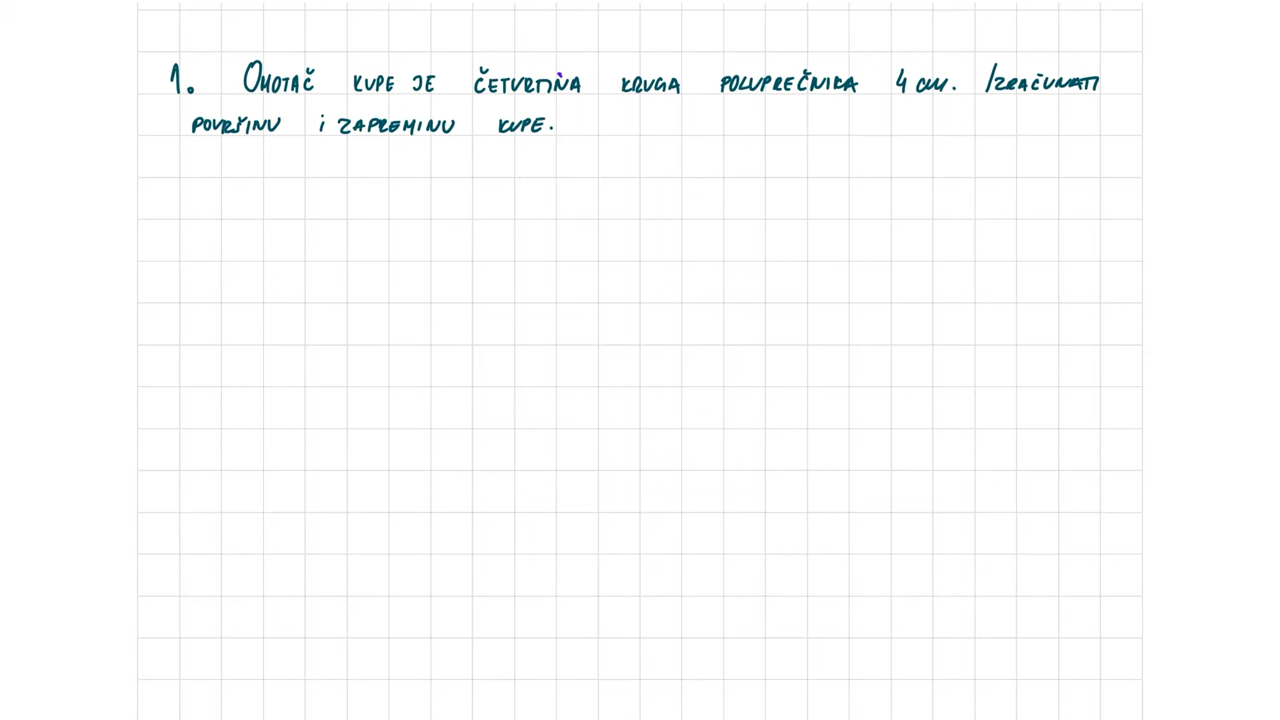 1. Omotač kupe je četvrtina kruga poluprečnika 4 cm. Izračunati
površinu i zapreminu kupe.